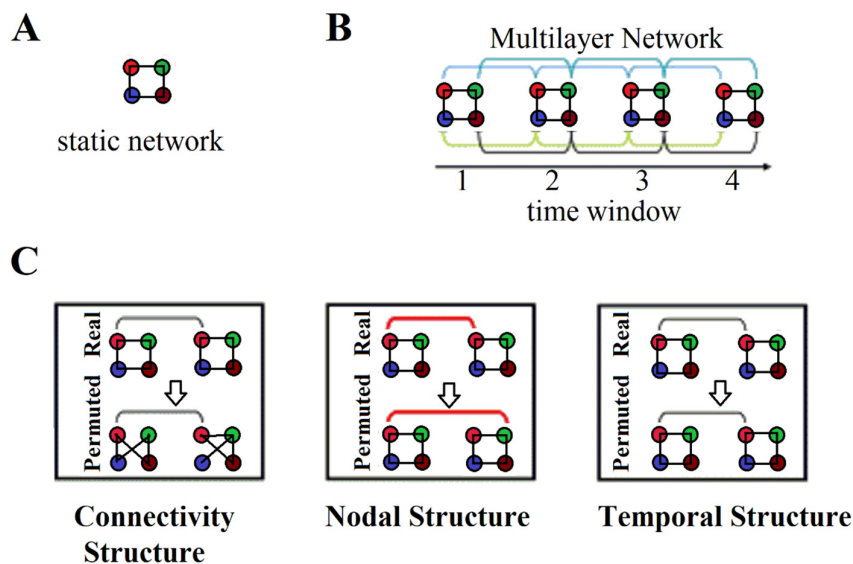 A
static network
B
Multilayer Network
1 2 3 4
time window
C
Real
Permuted
Real
Permuted
Real
Permuted
Connectivity
Structure
Nodal Structure
Temporal Structure